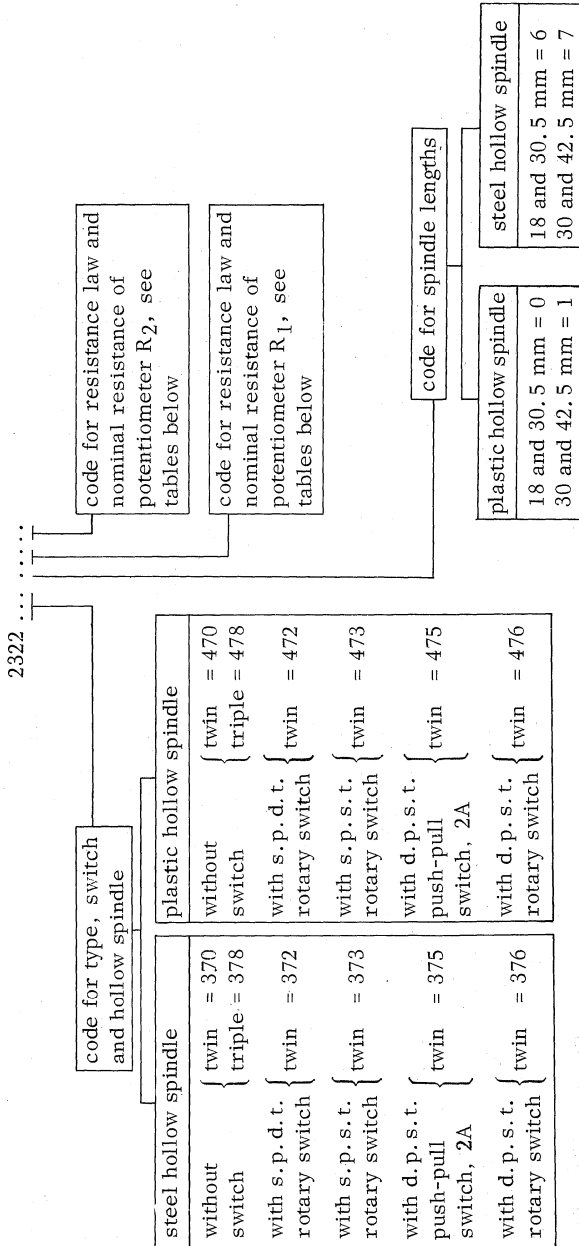 2322 ... .....
code for type, switch
and hollow spindle
steel hollow spindle
without
switch
{ twin = 370
triple = 378
with s.p.d.t.
rotary switch
{ twin = 372
with s.p.s.t.
rotary switch
{ twin = 373
with d.p.s.t.
push-pull
switch, 2A
{ twin = 375
with d.p.s.t.
rotary switch
{ twin = 376
plastic hollow spindle
without
switch
{ twin = 470
triple = 478
with s.p.d.t.
rotary switch
{ twin = 472
with s.p.s.t.
rotary switch
{ twin = 473
with d.p.s.t.
push-pull
switch, 2A
{ twin = 475
with d.p.s.t.
rotary switch
{ twin = 476
code for resistance law and
nominal resistance of
potentiometer R2, see
tables below
code for resistance law and
nominal resistance of
potentiometer R1, see
tables below
code for spindle lengths
plastic hollow spindle
18 and 30.5 mm = 0
30 and 42.5 mm = 1
steel hollow spindle
18 and 30.5 mm = 6
30 and 42.5 mm = 7